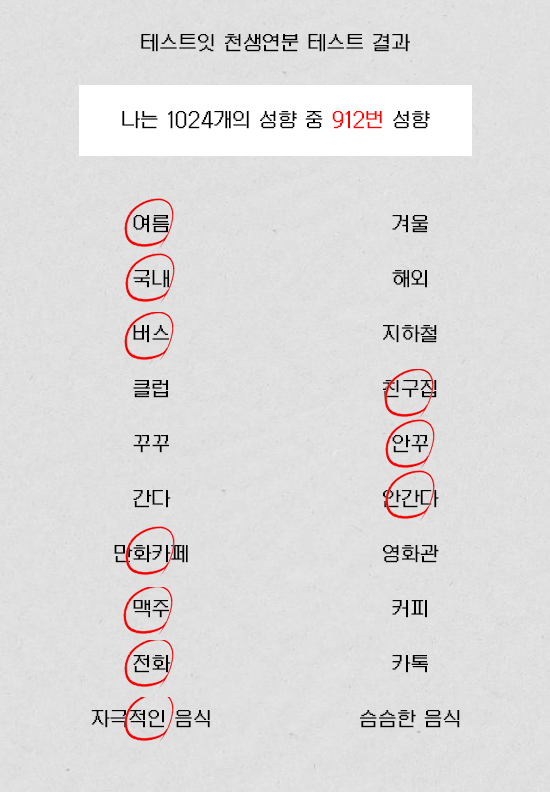 테스트잇 천생연분 테스트 결과
나는 1024개의 성향 중 912번 성향
여름 겨울
국내 해외
버스 지하철
클럽 친구집
꾸꾸 안꾸
간다 안간다
만화카페 영화관
맥주 커피
전화 카톡
자극적인 음식 슴슴한 음식